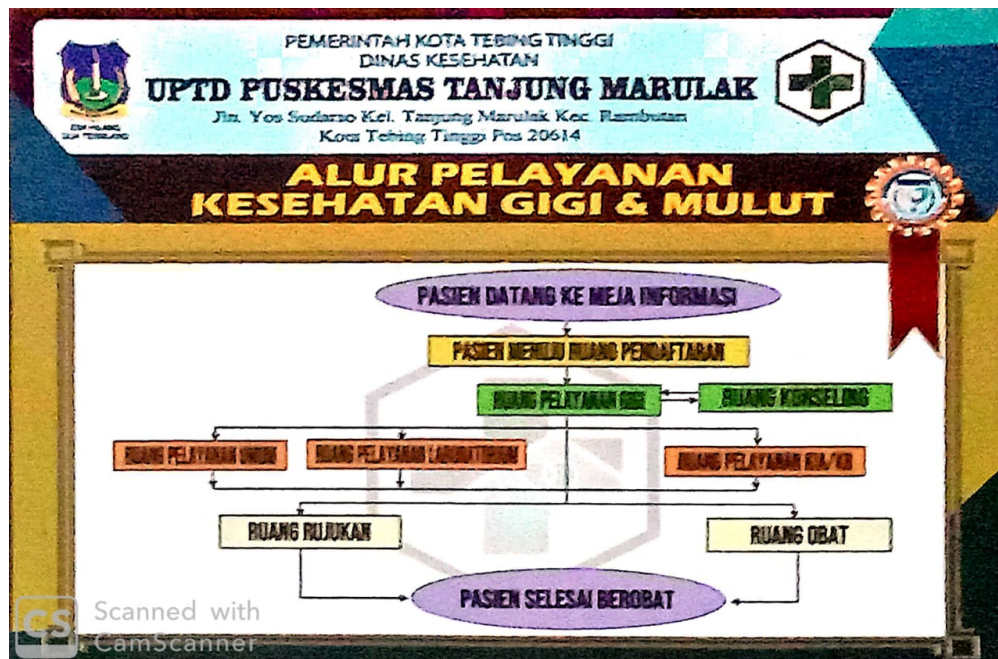 PEMERINTAH KOTA TEBING TINGGI
DINAS KESEHATAN
UPTD PUSKESMAS TANJUNG MARULAK
Jln. Yos Sudarso Kel. Tanjung Marulak Kec. Rambutan
Kota Tebing Tinggi Pos 20614
ALUR PELAYANAN
KESEHATAN GIGI & MULUT
PASIEN DATANG KE MEJA INFORMASI
PASIEN MENUJU RUANG PENDAFTARAN
RUANG PELAYANAN GIGI
RUANG KONSELING
RUANG PELAYANAN UMUM
RUANG PELAYANAN LABORATORIUM
RUANG PELAYANAN KIA/KB
RUANG RUJUKAN
RUANG OBAT
PASIEN SELESAI BEROBAT
CS
Scanned with
CamScanner